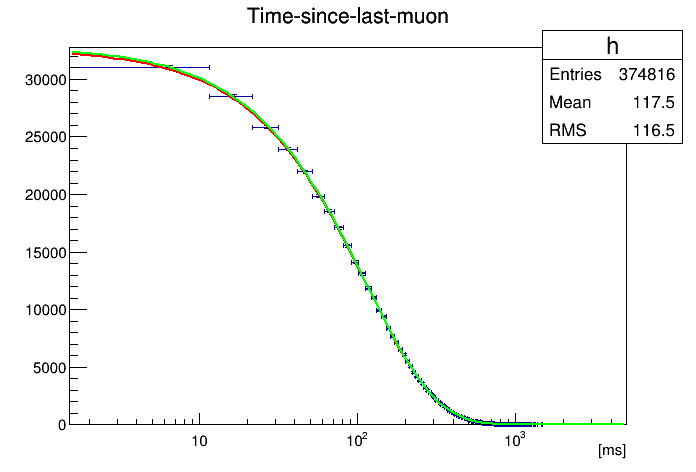 Time-since-last-muon
h
Entries 374816
Mean 117.5
RMS 116.5
30000
25000
20000
15000
10000
5000
0
10 10² 10³
[ms]